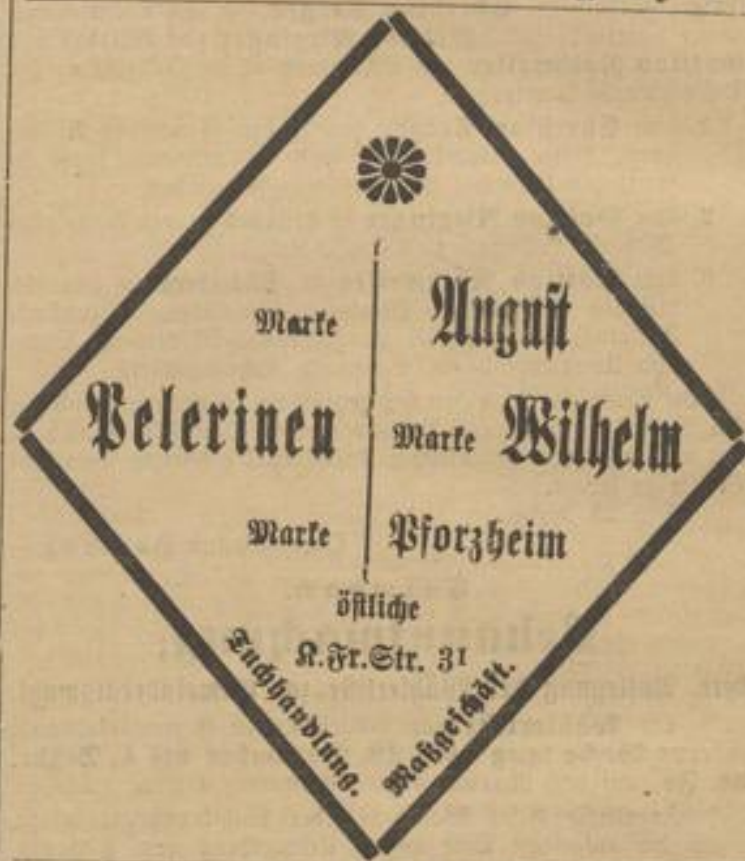 Marke August
Pelerinen Marke Wilhelm
Marke Pforzheim
östliche
K.Fr.Str. 31
Tuchhandlung.
Maßgeschäft.